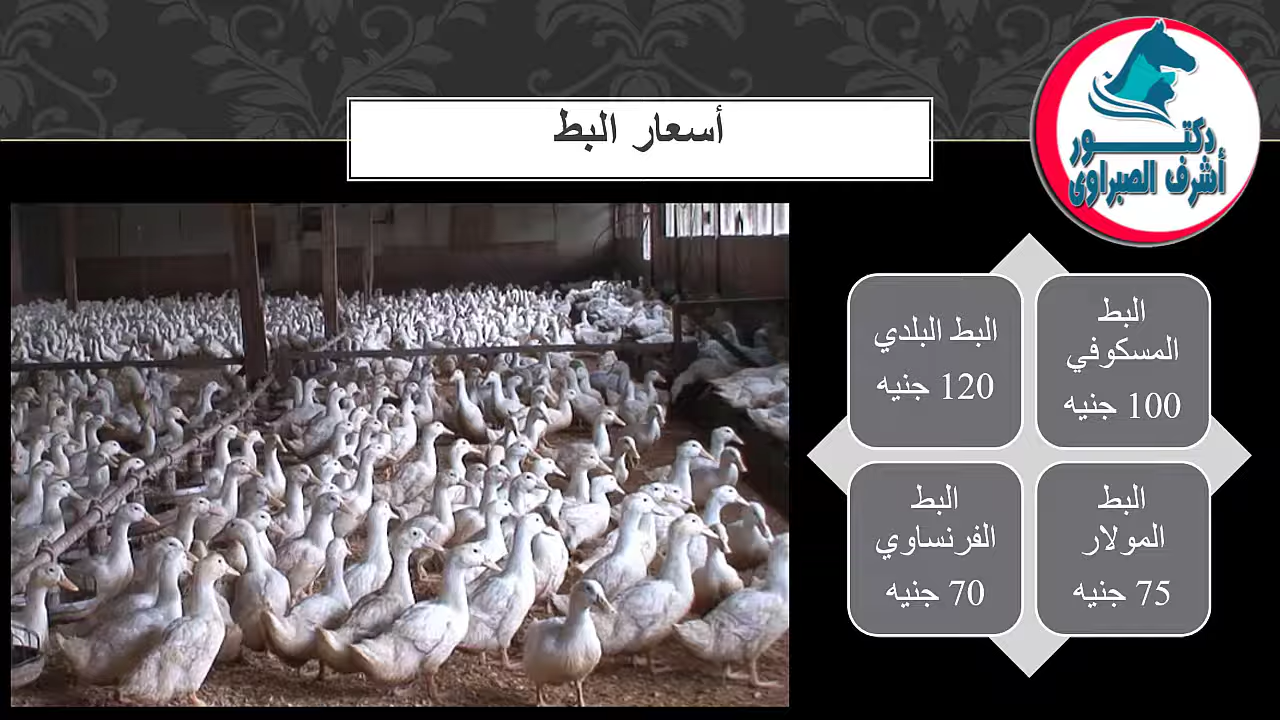 أسعار البط
دكتور
أشرف الصبراوى
البط
المسكوفي
100 جنيه
البط البلدي
120 جنيه
البط
المولار
75 جنيه
البط
الفرنساوي
70 جنيه